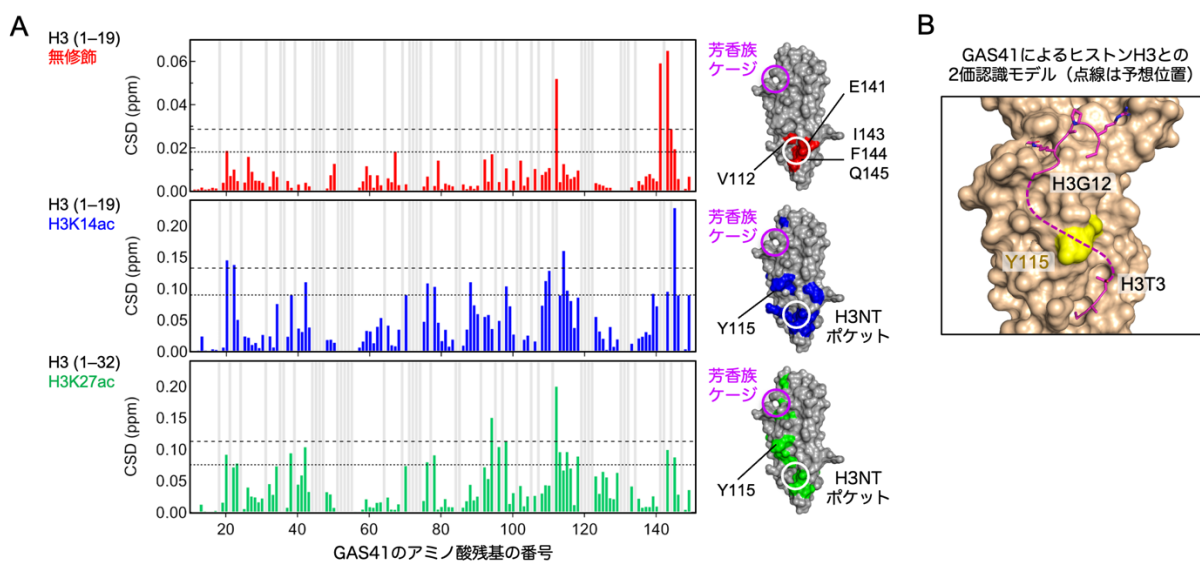 A
H3 (1–19)
無修飾
CSD (ppm)
0.06
0.04
0.02
0.00
芳香族
ケージ
E141
I143
F144
Q145
V112
H3 (1–19)
H3K14ac
CSD (ppm)
0.20
0.15
0.10
0.05
0.00
芳香族
ケージ
Y115
H3NT
ポケット
H3 (1–32)
H3K27ac
CSD (ppm)
0.20
0.15
0.10
0.05
0.00
芳香族
ケージ
Y115
H3NT
ポケット
20 40 60 80 100 120 140
GAS41のアミノ酸残基の番号
B
GAS41によるヒストンH3との
2価認識モデル（点線は予想位置）
H3G12
Y115
H3T3